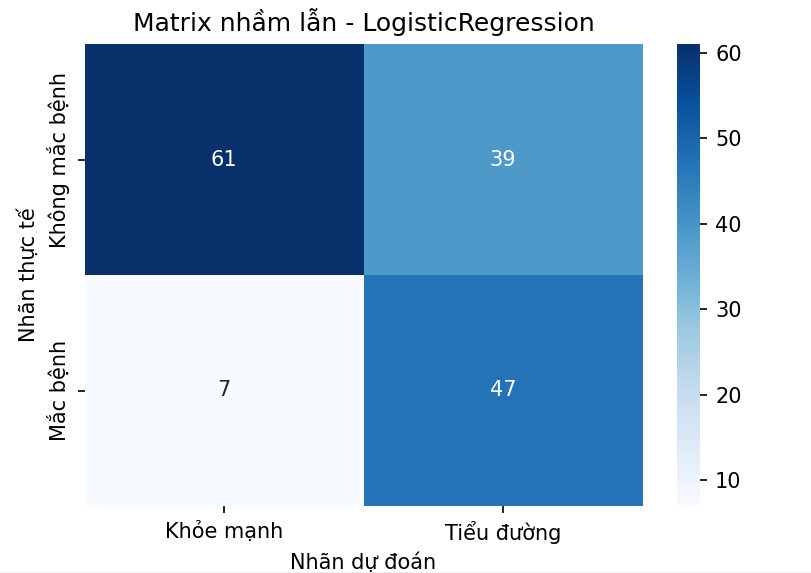 Matrix nhầm lẫn - LogisticRegression
Không mắc bệnh
Mắc bệnh
Nhãn thực tế
61
39
7
47
Khỏe mạnh
Tiểu đường
Nhãn dự đoán
60
50
40
30
20
10